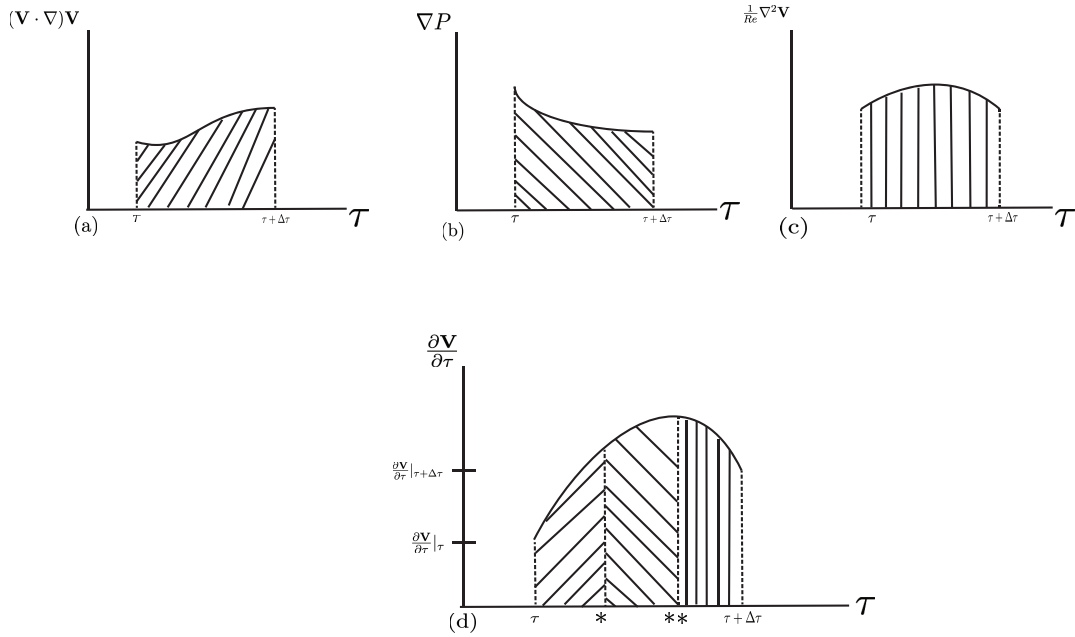 (V · ∇)V
τ
τ + Δτ
τ
(a)
∇P
τ
τ + Δτ
τ
(b)
1/Re ∇²V
τ
τ + Δτ
τ
(c)
∂V/∂τ
∂V/∂τ|τ+Δτ
∂V/∂τ|τ
τ
*
**
τ + Δτ
τ
(d)